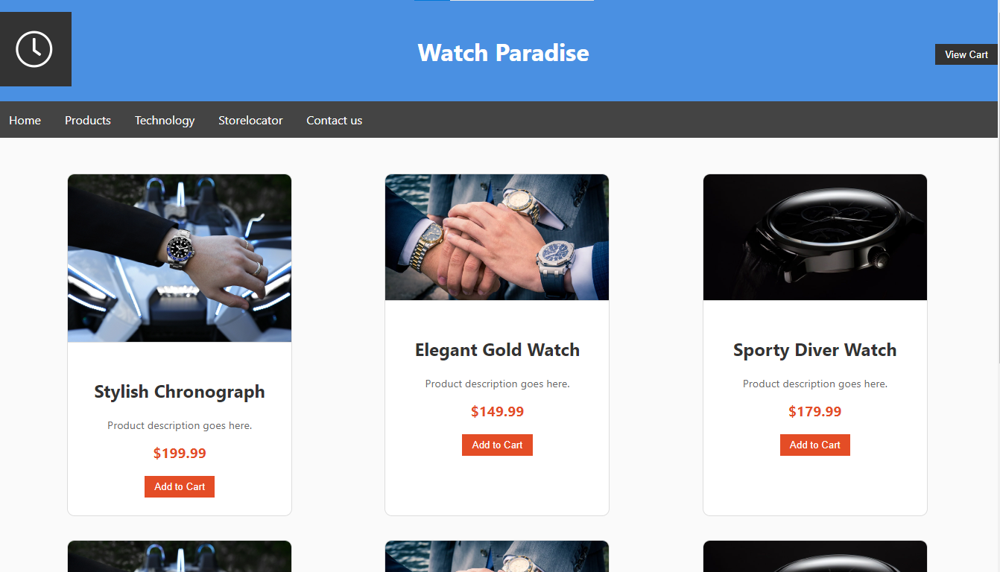 Watch Paradise
View Cart
Home Products Technology Storelocator Contact us
Stylish Chronograph
Product description goes here.
$199.99
Add to Cart
Elegant Gold Watch
Product description goes here.
$149.99
Add to Cart
Sporty Diver Watch
Product description goes here.
$179.99
Add to Cart